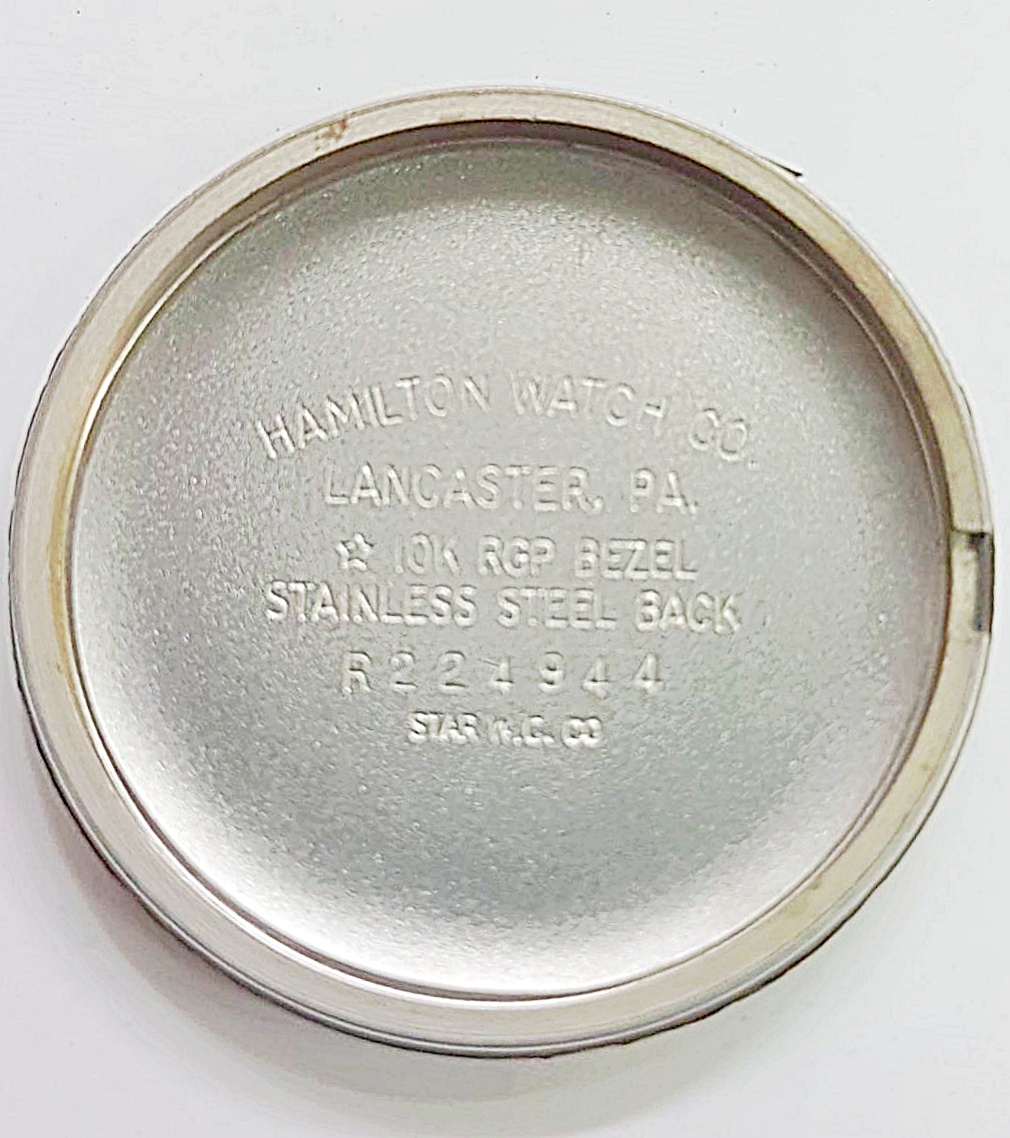 HAMILTON WATCH CO.
LANCASTER, PA.
☆ 10K RGP BEZEL
STAINLESS STEEL BACK
R224944
STAR W.C. CO